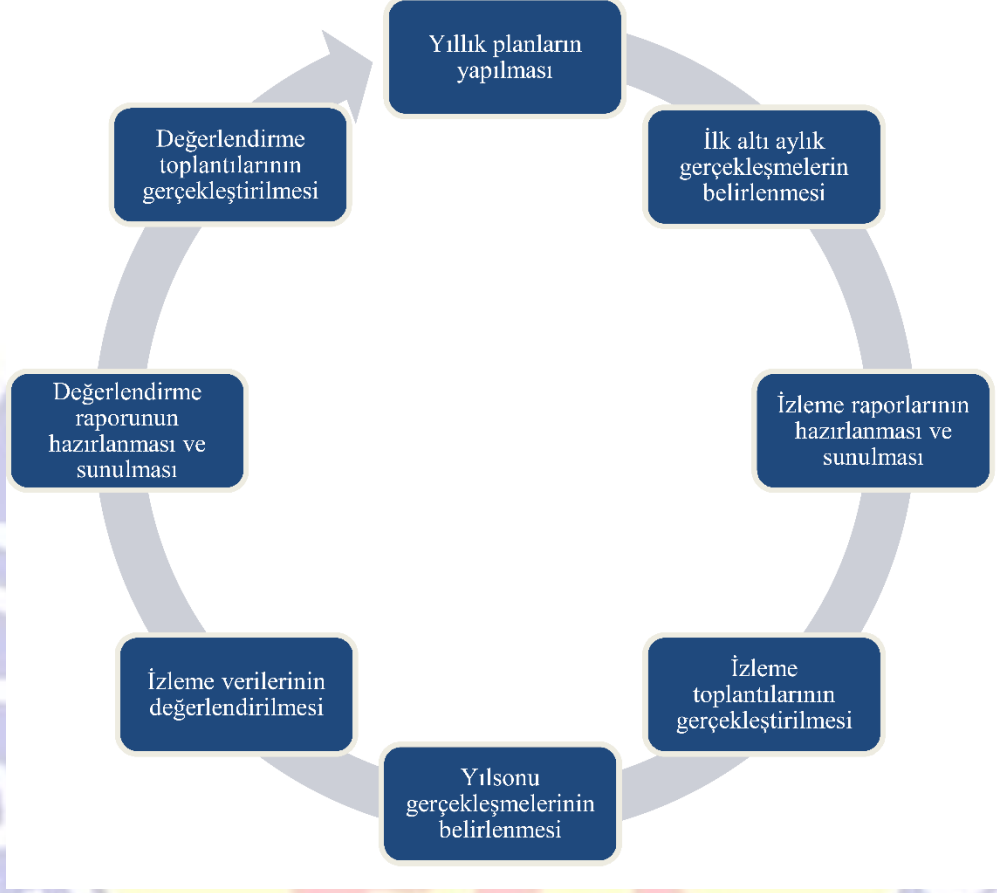 Yıllık planların
yapılması
İlk altı aylık
gerçekleşmelerin
belirlenmesi
İzleme raporlarının
hazırlanması ve
sunulması
İzleme
toplantılarının
gerçekleştirilmesi
Yılsonu
gerçekleşmelerinin
belirlenmesi
İzleme verilerinin
değerlendirilmesi
Değerlendirme
raporunun
hazırlanması ve
sunulması
Değerlendirme
toplantılarının
gerçekleştirilmesi